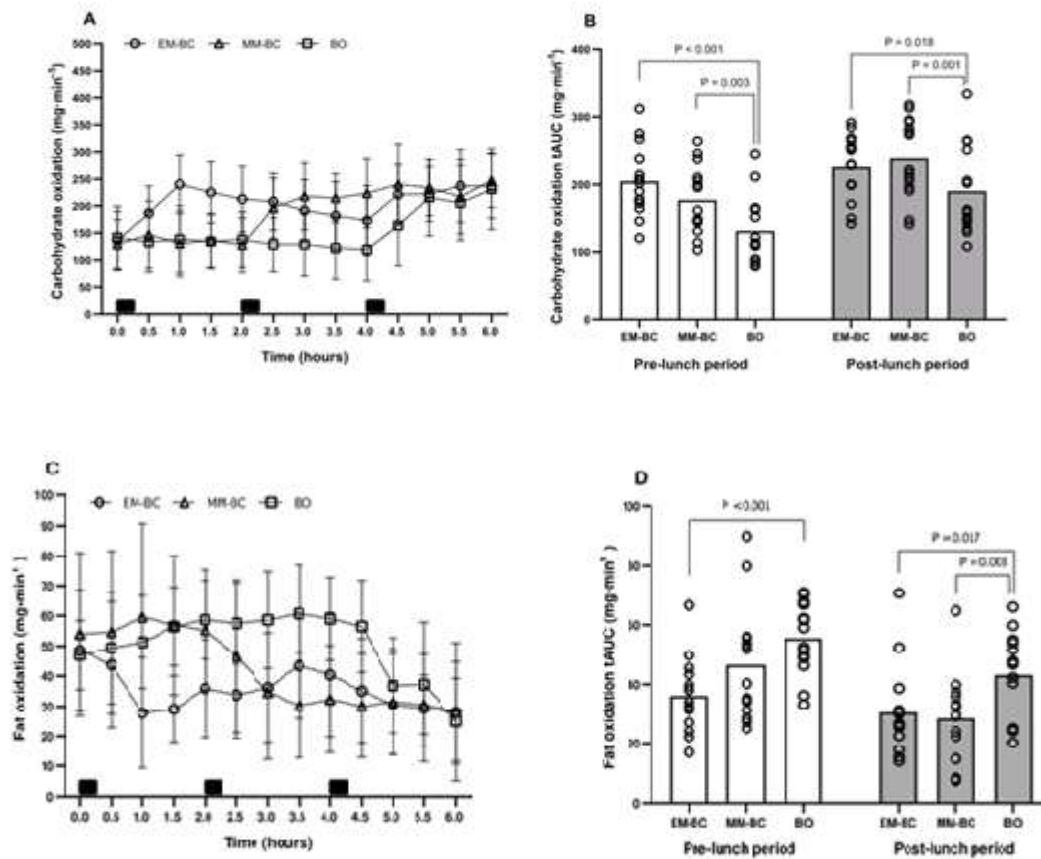 A
EM-BC MM-BC BO
Carbohydrate oxidation (mg·min⁻¹)
500
450
400
350
300
250
200
150
100
50
0
0.0 0.5 1.0 1.5 2.0 2.5 3.0 3.5 4.0 4.5 5.0 5.5 6.0
Time (hours)
B
P < 0.001
P = 0.003
P = 0.018
P = 0.001
Carbohydrate oxidation tAUC (mg·min⁻¹)
400
300
200
100
0
EM-BC MM-BC BO EM-BC MM-BC BO
Pre-lunch period Post-lunch period
C
EM-BC MM-BC BO
Fat oxidation (mg·min⁻¹)
100
90
80
70
60
50
40
30
20
10
0
0.0 0.5 1.0 1.5 2.0 2.5 3.0 3.5 4.0 4.5 5.0 5.5 6.0
Time (hours)
D
P <0.001
P =0.017
P =0.008
Fat oxidation tAUC (mg·min⁻¹)
100
80
60
40
20
0
EM-BC MM-BC BO EM-BC MM-BC BO
Pre-lunch period Post-lunch period